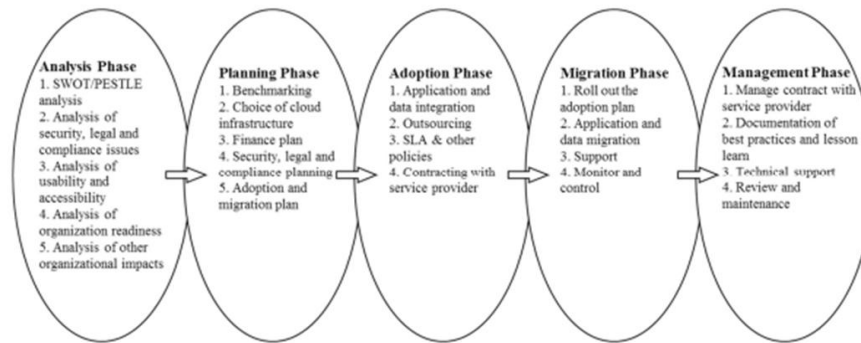 Analysis Phase
1. SWOT/PESTLE
analysis
2. Analysis of
security, legal and
compliance issues
3. Analysis of
usability and
accessibility
4. Analysis of
organization readiness
5. Analysis of other
organizational impacts
Planning Phase
1. Benchmarking
2. Choice of cloud
infrastructure
3. Finance plan
4. Security, legal and
compliance planning
5. Adoption and
migration plan
Adoption Phase
1. Application and
data integration
2. Outsourcing
3. SLA & other
policies
4. Contracting with
service provider
Migration Phase
1. Roll out the
adoption plan
2. Application and
data migration
3. Support
4. Monitor and
control
Management Phase
1. Manage contract with
service provider
2. Documentation of
best practices and lesson
learn
3. Technical support
4. Review and
maintenance